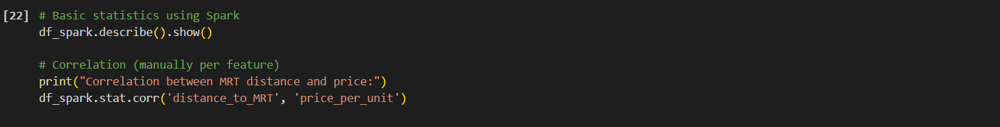 [22] # Basic statistics using Spark
df_spark.describe().show()
# Correlation (manually per feature)
print("Correlation between MRT distance and price:")
df_spark.stat.corr('distance_to_MRT', 'price_per_unit')